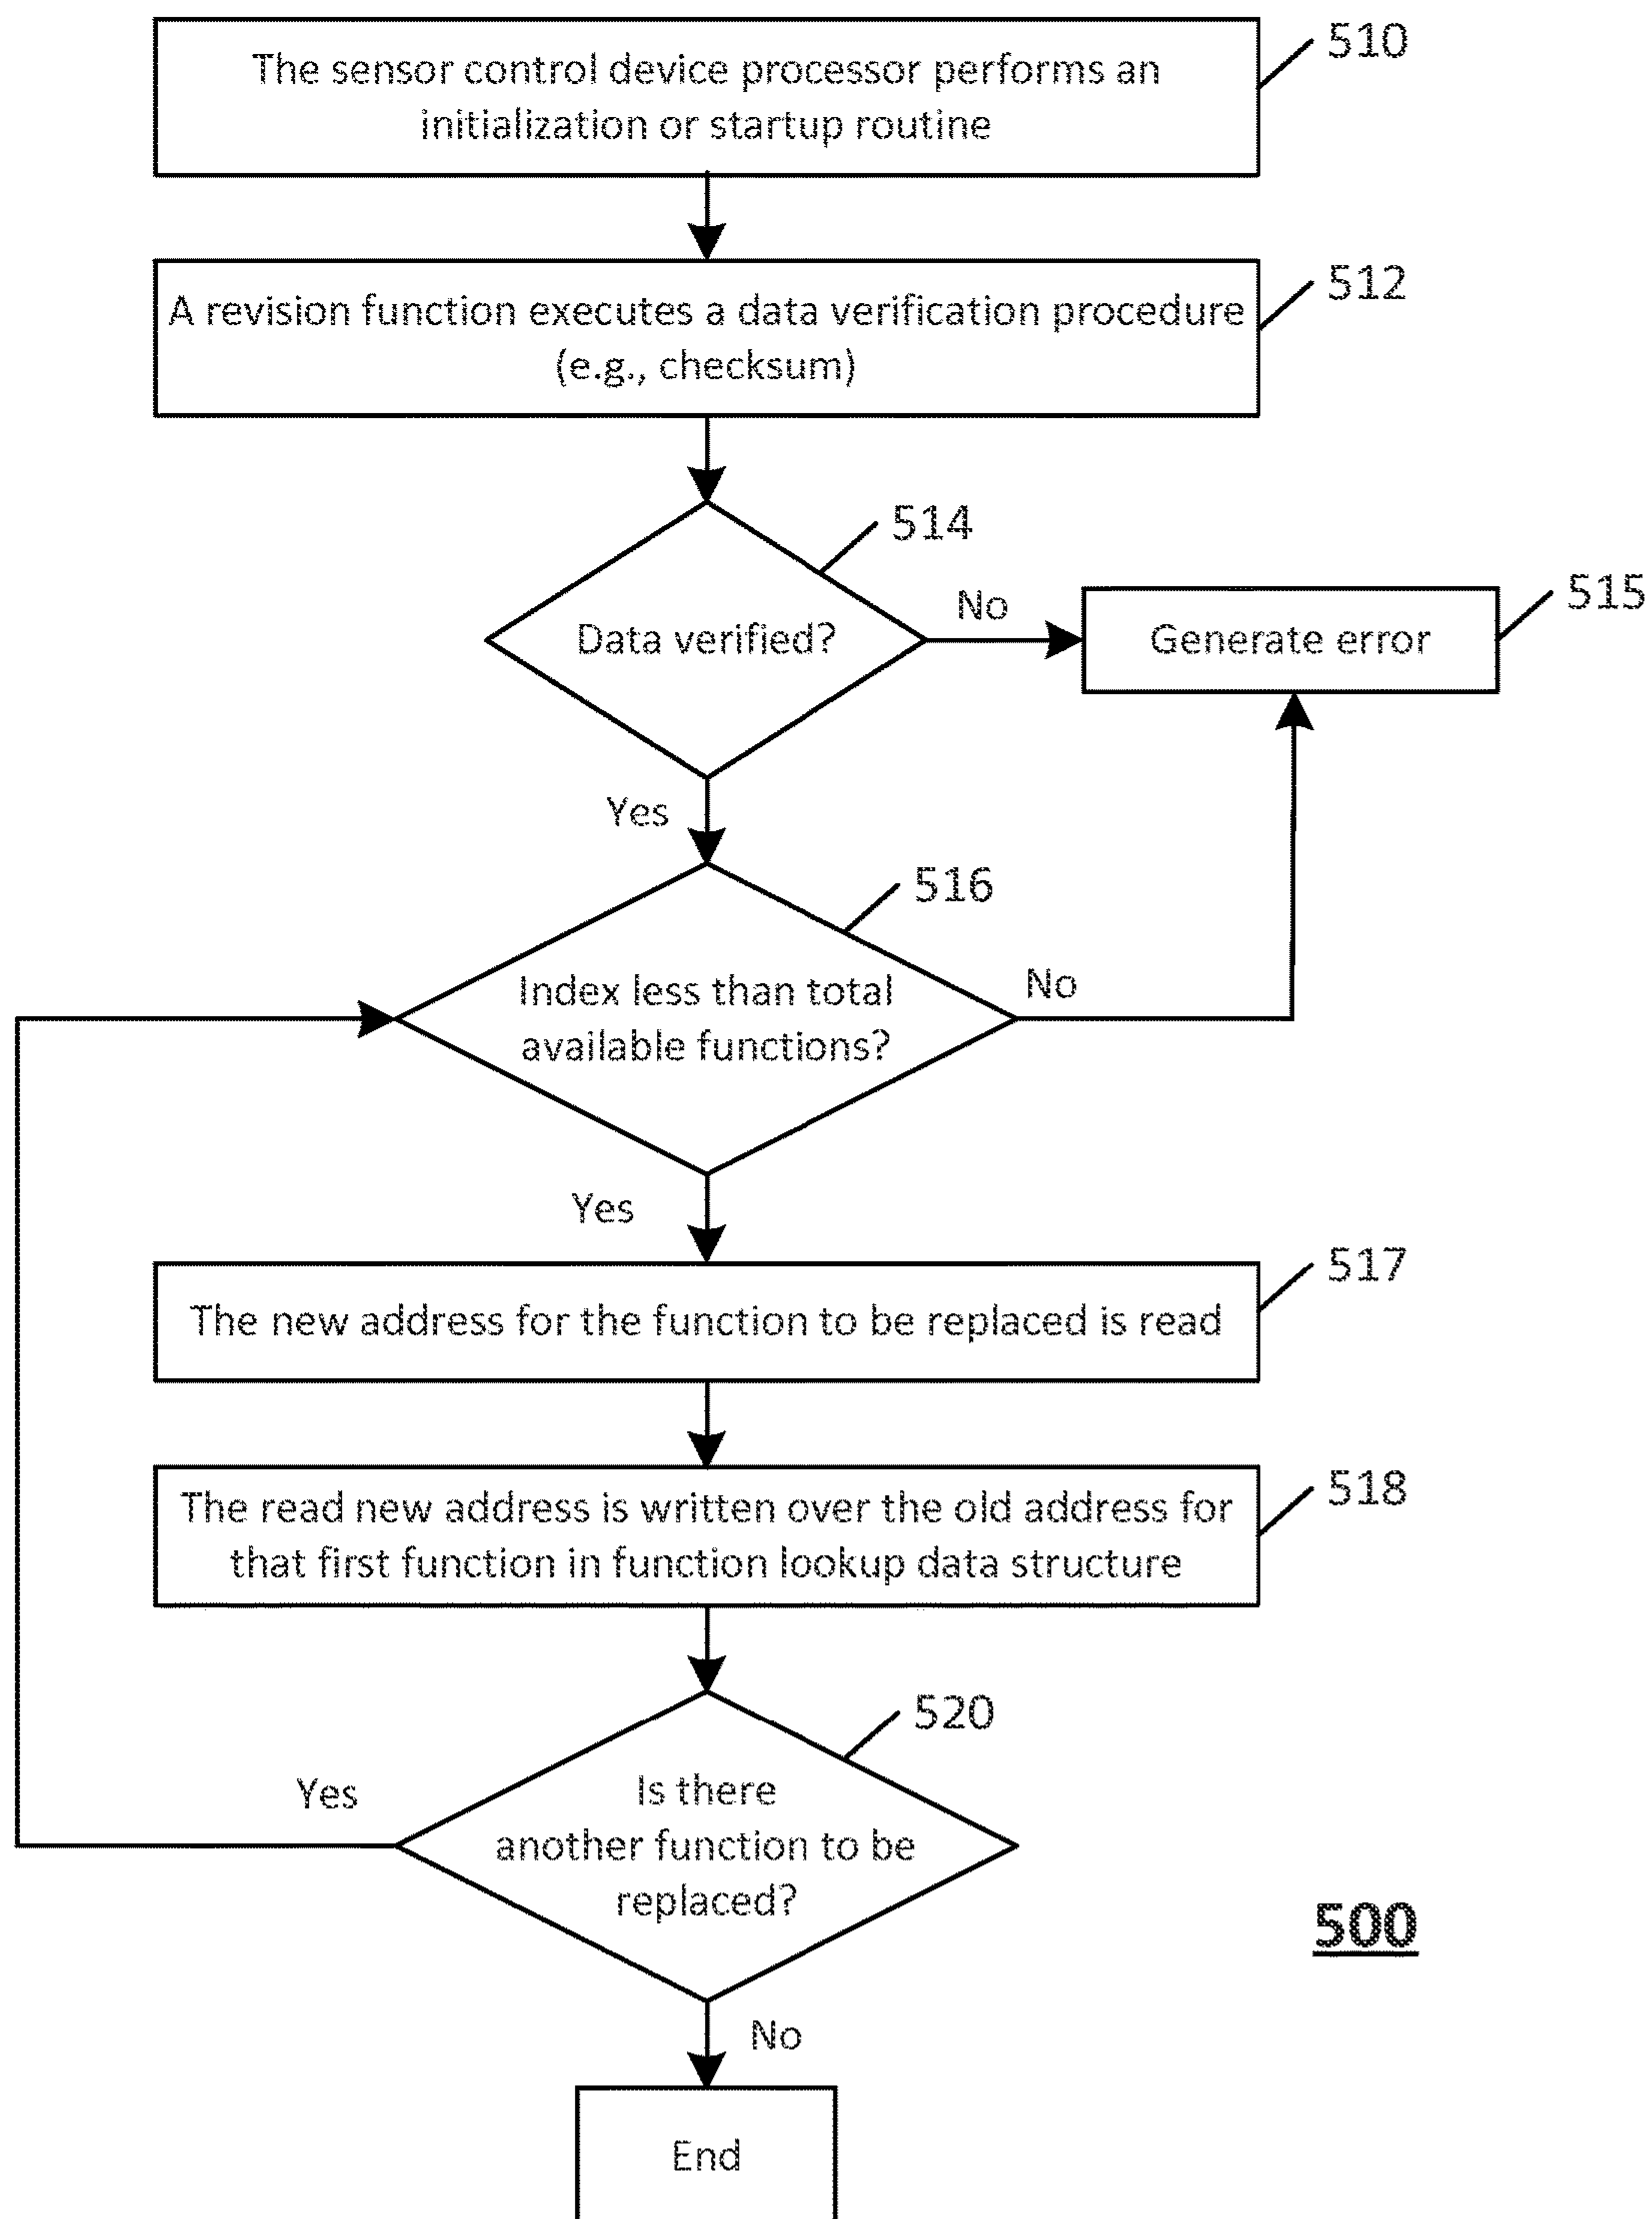 The sensor control device processor performs an
initialization or startup routine
510
A revision function executes a data verification procedure
(e.g., checksum)
512
514
Data verified?
No
Generate error
515
Yes
516
Index less than total
available functions?
No
Yes
The new address for the function to be replaced is read
517
The read new address is written over the old address for
that first function in function lookup data structure
518
520
Is there
another function to be
replaced?
Yes
500
No
End